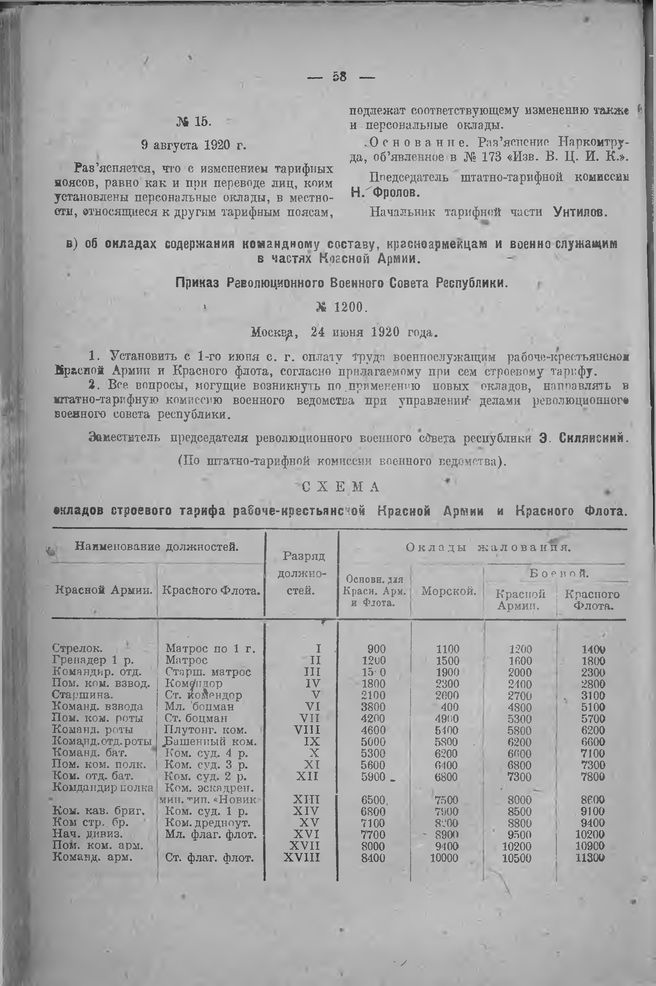 — 58 —
№ 15.
9 августа 1920 г.
Раз’ясняется, что с изменением тарифных
поясов, равно как и при переводе лиц, коим
установлены персональные оклады, в местно-
сти, относящиеся к другим тарифным поясам,
подлежат соответствующему изменению также
и персональные оклады.
Основание. Раз’яснение Наркомтру-
да, об’явленное в № 173 «Изв. В. Ц. И. К.».
Председатель штатно-тарифной комиссии
Н. Фролов.
Начальник тарифной части Унтилов.
в) об окладах содержания командному составу, красноармейцам и военно служащим
в частях Красной Армии.
Приказ Революционного Военного Совета Республики.
№ 1200.
Москва, 24 июня 1920 года.
1. Установить с 1-го июня с. г. оплату труда военнослужащим рабоче-крестьянской
Красной Армии и Красного флота, согласно прилагаемому при сем строевому тарифу.
2. Все вопросы, могущие возникнуть по применению новых окладов, направлять в
штатно-тарифную комиссию военного ведомства при управлении делами революционного
военного совета республики.
Заместитель председателя революционного военного совета республики Э. Склянский.
(По штатно-тарифной комиссии военного ведомства).
СХЕМА
окладов строевого тарифа рабоче-крестьянской Красной Армии и Красного Флота.
Наименование должностей. Разряд должно-стей. Оклады жалования.
Красной Армии. Красного Флота. Основн. для Красн. Арм. и Флота. Морской. Боевой.
Красной Армии. Красного Флота.
Стрелок. Матрос по 1 г. I 900 1100 1200 1400
Гренадер 1 р. Матрос II 1200 1500 1600 1800
Командир. отд. Старш. матрос III 15 0 1900 2000 2300
Пом. ком. взвод. Комендор IV 1800 2300 2400 2800
Старшина. Ст. комендор V 2100 2600 2700 3100
Команд. взвода Мл. боцман VI 3800 400 4800 5100
Пом. ком. роты Ст. боцман VII 4200 4900 5300 5700
Команд. роты Плутонг. ком. VIII 4600 5400 5800 6200
Команд. отд. роты Башенный ком. IX 5000 5800 6200 6600
Команд. бат. Ком. суд. 4 р. X 5300 6200 6600 7100
Пом. ком. полк. Ком. суд. 3 р. XI 5600 6400 6800 7300
Ком. отд. бат. Ком. суд. 2 р. XII 5900 6800 7300 7800
Командир полка Ком. эскадрен.
мин. тип. «Новик XIII 6500 7500 8000 8600
Ком. кав. бриг. Ком. суд. 1 р. XIV 6800 7900 8500 9100
Ком стр. бр. Ком. дредноут. XV 7100 8200 8800 9400
Нач. дивиз. Мл. флаг. флот. XVI 7700 8900 9500 10200
Пом. ком. арм. XVII 8000 9400 10200 10900
Команд. арм. Ст. флаг. флот. XVIII 8400 10000 10500 11300